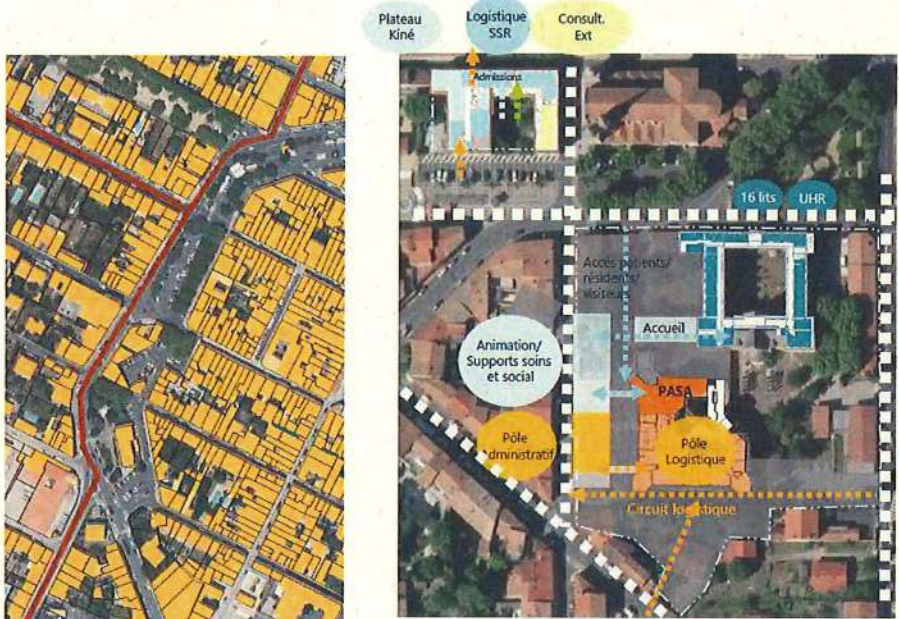 Plateau
Kiné
Logistique
SSR
Consult.
Ext
Admissions
16 lits
UHR
Accès patients/
résidents/
visiteurs
Accueil
Animation/
Supports soins
et social
PASA
Pôle
Administratif
Pôle
Logistique
Circuit logistique